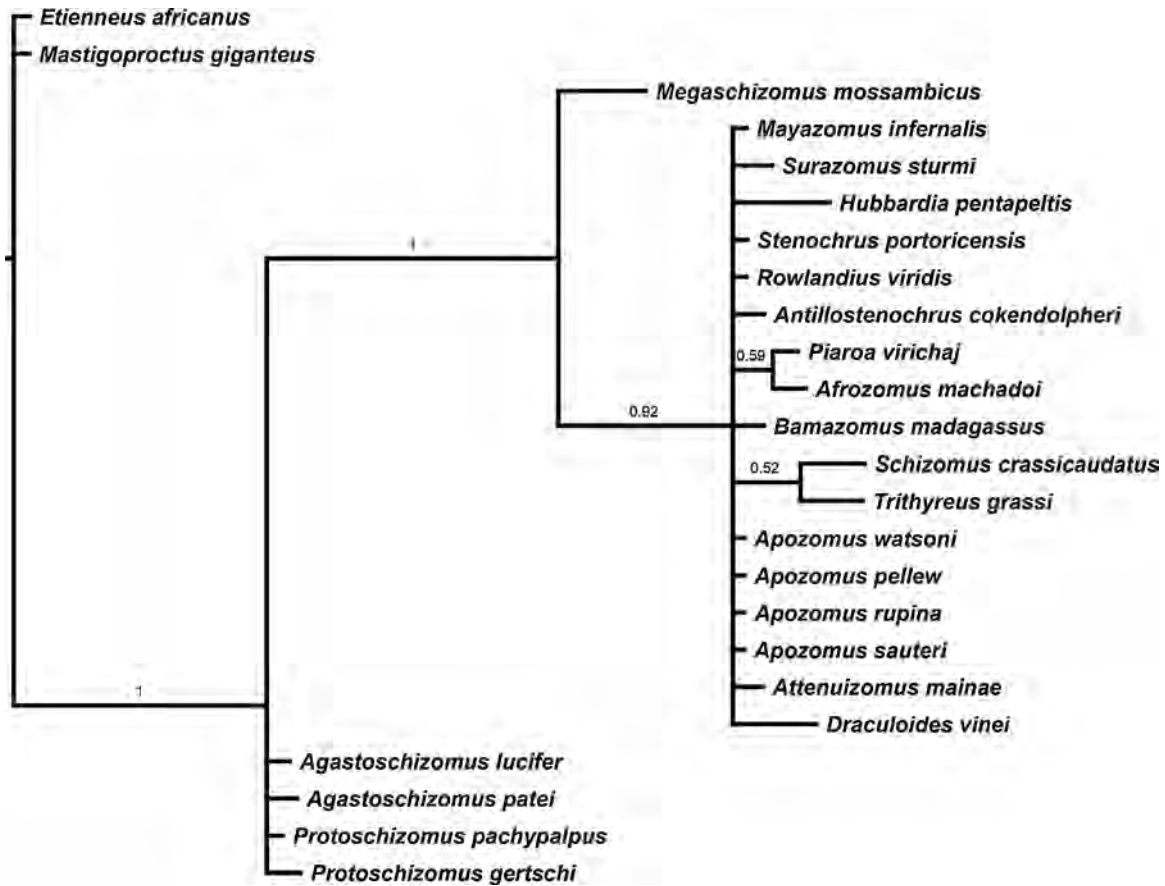 Etienneus africanus
Mastigoproctus giganteus
Megaschizomus mossambicus
Mayazomus infernalis
Surazomus sturmi
Hubbardia pentapeltis
1
Stenochrus portoricensis
Rowlandius viridis
Antillostenochrus cokendolpheri
0.59
Piaroa virichaj
Afrozomus machadoi
0.92
Bamazomus madagassus
0.52
Schizomus crassicaudatus
Trithyreus grassi
Apozomus watsoni
Apozomus pellew
Apozomus rupina
Apozomus sauteri
1
Attenuizomus mainae
Draculoides vinei
Agastoschizomus lucifer
Agastoschizomus patei
Protoschizomus pachypalpus
Protoschizomus gertschi